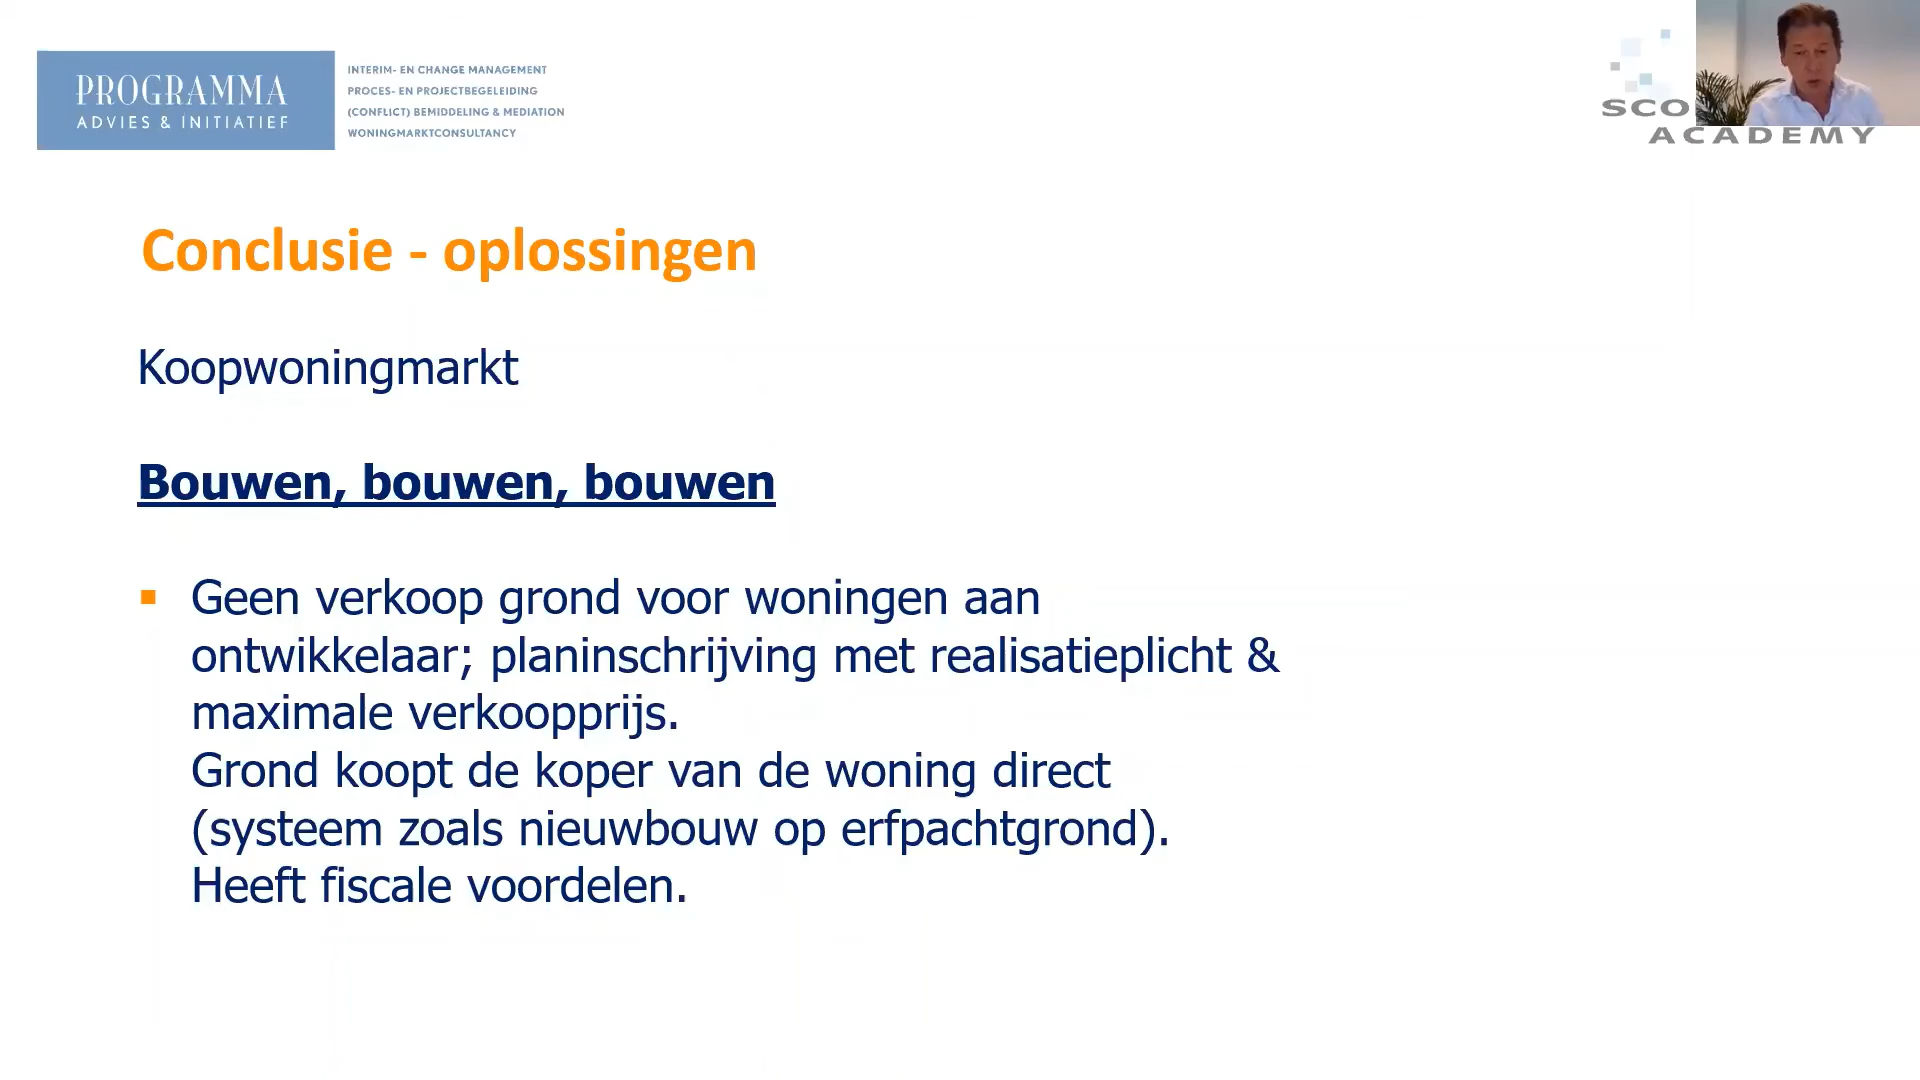 PROGRAMMA
ADVIES & INITIATIEF
INTERIM- EN CHANGE MANAGEMENT
PROCES- EN PROJECTBEGELEIDING
(CONFLICT) BEMIDDELING & MEDIATION
WONINGMARKTCONSULTANCY
ACADEMY
Conclusie - oplossingen
Koopwoningmarkt
Bouwen, bouwen, bouwen
▪ Geen verkoop grond voor woningen aan
ontwikkelaar; planinschrijving met realisatieplicht &
maximale verkoopprijs.
Grond koopt de koper van de woning direct
(systeem zoals nieuwbouw op erfpachtgrond).
Heeft fiscale voordelen.